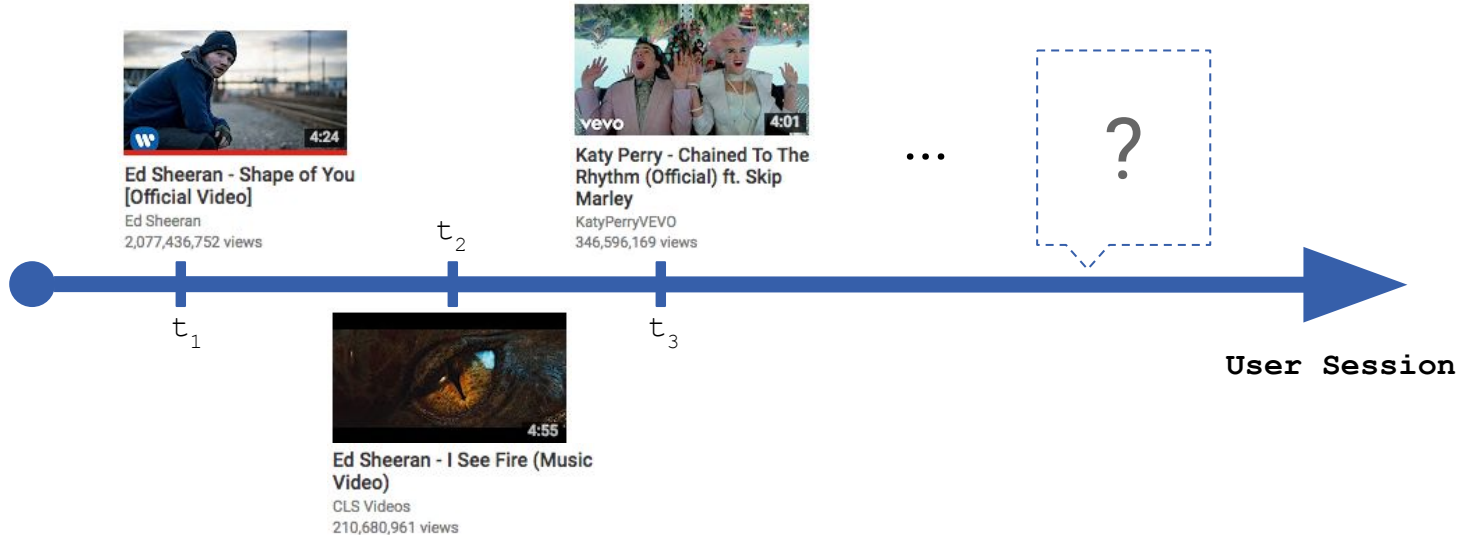 4:24
Ed Sheeran - Shape of You
[Official Video]
Ed Sheeran
2,077,436,752 views
t1
t2
4:55
Ed Sheeran - I See Fire (Music
Video)
CLS Videos
210,680,961 views
vevo
4:01
Katy Perry - Chained To The
Rhythm (Official) ft. Skip
Marley
KatyPerryVEVO
346,596,169 views
t3
...
?
User Session